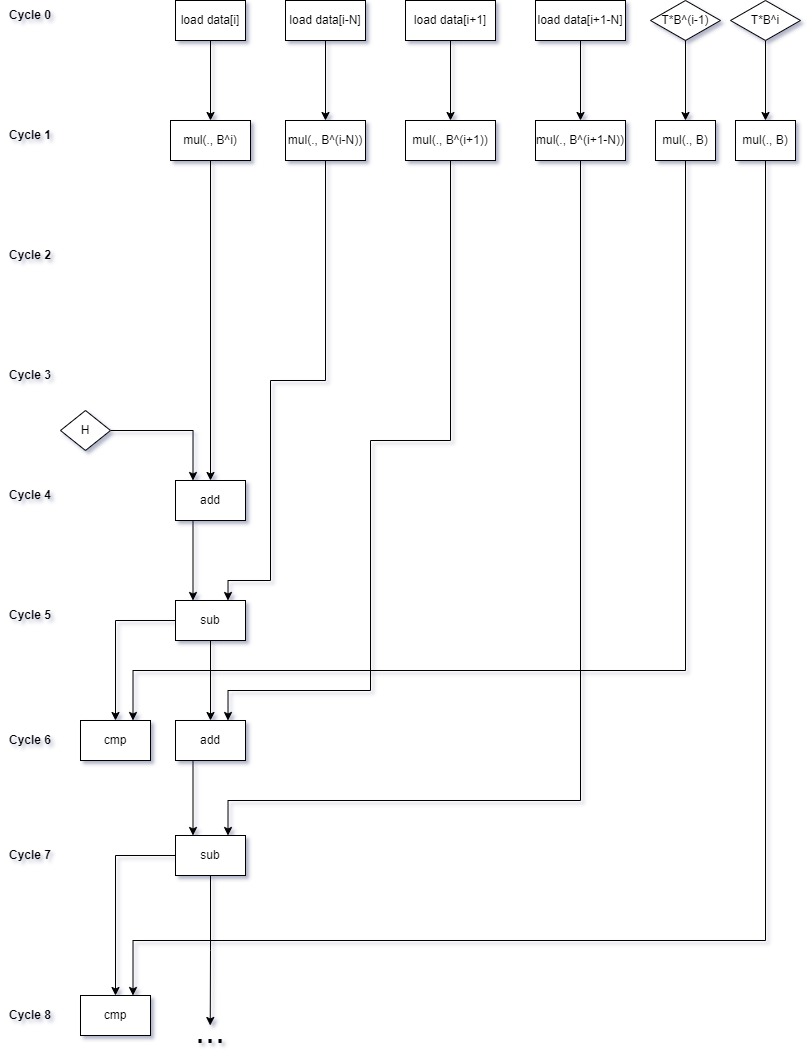 Cycle 0
load data[i]
load data[i-N]
load data[i+1]
load data[i+1-N]
T*B^(i-1)
T*B^i
Cycle 1
mul(., B^i)
mul(., B^(i-N))
mul(., B^(i+1))
mul(., B^(i+1-N))
mul(., B)
mul(., B)
Cycle 2
Cycle 3
H
Cycle 4
add
Cycle 5
sub
Cycle 6
cmp
add
Cycle 7
sub
Cycle 8
cmp
...